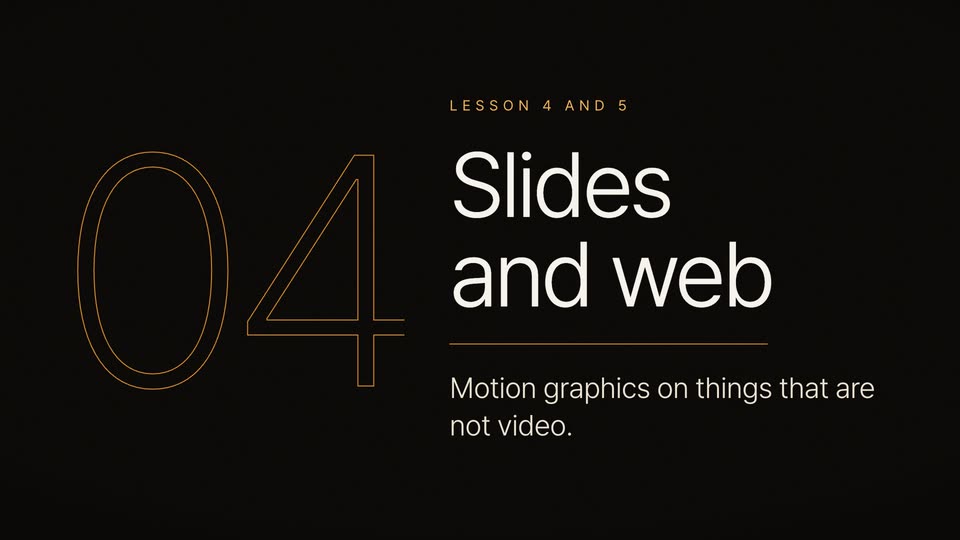 04
LESSON 4 AND 5
Slides
and web
Motion graphics on things that are
not video.